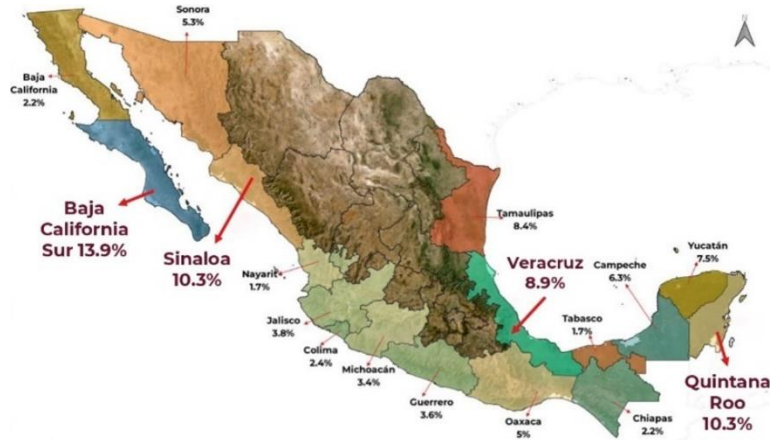 N
Sonora
5.3%
Baja
California
2.2%
Baja
California
Sur 13.9%
Sinaloa
10.3%
Nayarit
1.7%
Jalisco
3.8%
Colima
2.4%
Michoacán
3.4%
Guerrero
3.6%
Oaxaca
5%
Tamaulipas
8.4%
Veracruz
8.9%
Tabasco
1.7%
Campeche
6.3%
Yucatán
7.5%
Chiapas
2.2%
Quintana
Roo
10.3%